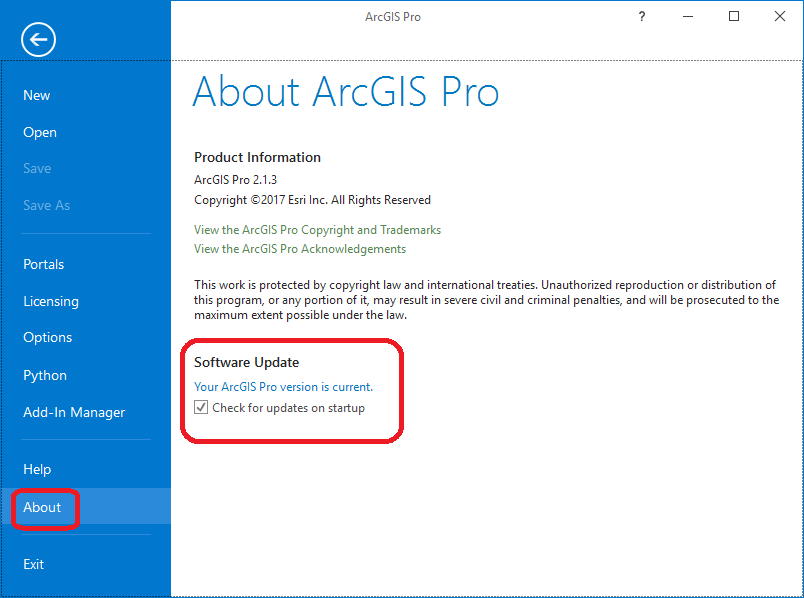 ArcGIS Pro
?
New
Open
Save
Save As
Portals
Licensing
Options
Python
Add-In Manager
Help
About
Exit
About ArcGIS Pro
Product Information
ArcGIS Pro 2.1.3
Copyright ©2017 Esri Inc. All Rights Reserved
View the ArcGIS Pro Copyright and Trademarks
View the ArcGIS Pro Acknowledgements
This work is protected by copyright law and international treaties. Unauthorized reproduction or distribution of
this program, or any portion of it, may result in severe civil and criminal penalties, and will be prosecuted to the
maximum extent possible under the law.
Software Update
Your ArcGIS Pro version is current.
Check for updates on startup